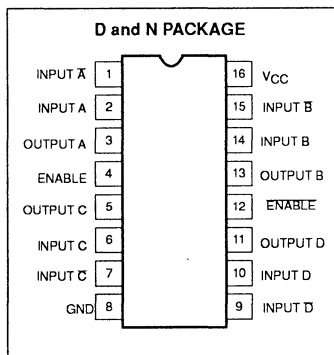 D and N PACKAGE
INPUT A̅ 1
INPUT A 2
OUTPUT A 3
ENABLE 4
OUTPUT C 5
INPUT C 6
INPUT C̅ 7
GND 8
16 VCC
15 INPUT B̅
14 INPUT B
13 OUTPUT B
12 E̅N̅A̅B̅L̅E̅
11 OUTPUT D
10 INPUT D
9 INPUT D̅